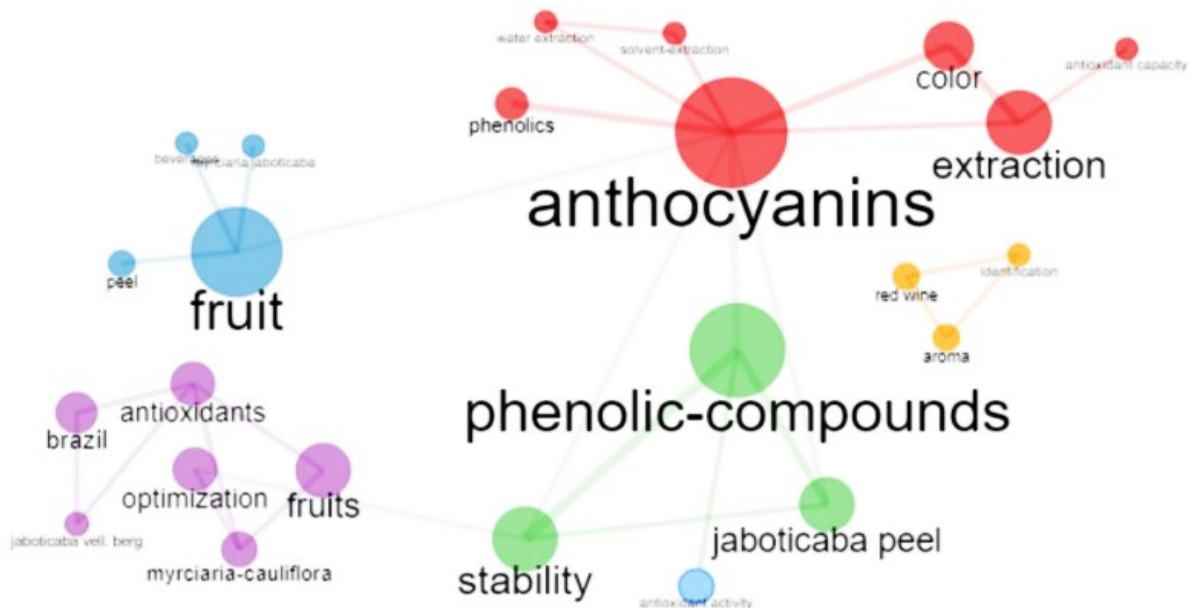 water extraction
solvent-extraction
color
antioxidant capacity
phenolics
extraction
beverages
myrciaria jaboticaba
anthocyanins
peel
identification
red wine
fruit
aroma
antioxidants
phenolic-compounds
brazil
optimization
fruits
jaboticaba vell. berg
jaboticaba peel
myrciaria-cauliflora
stability
antioxidant activity